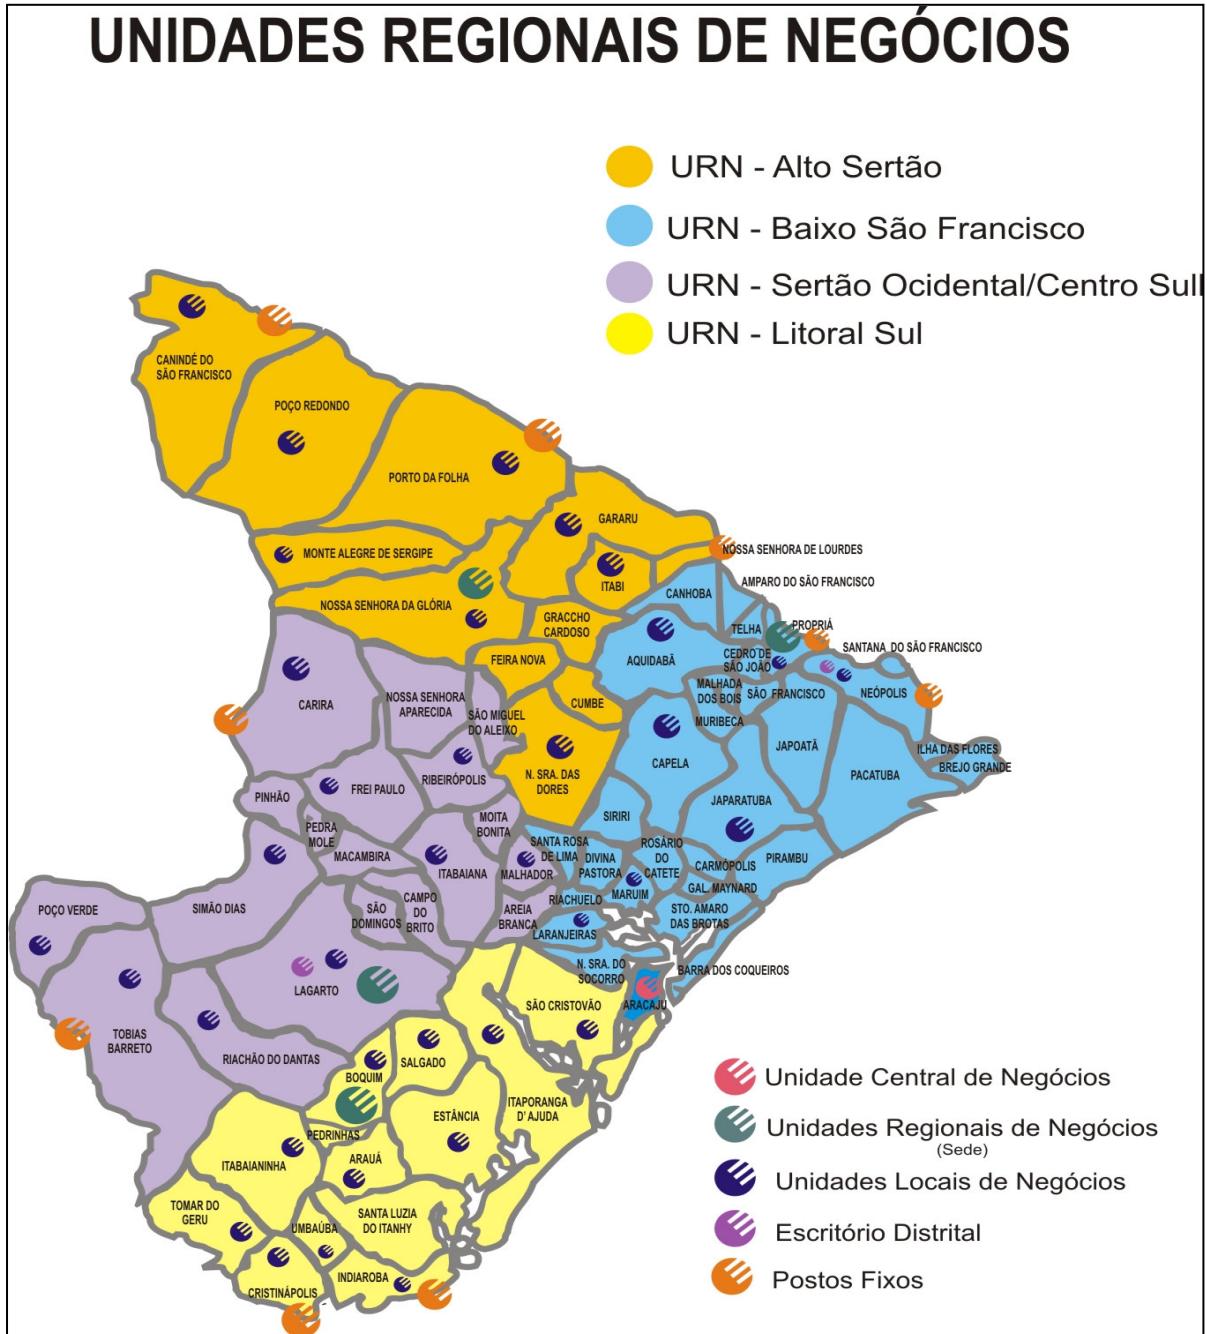 UNIDADES REGIONAIS DE NEGÓCIOS
URN - Alto Sertão
URN - Baixo São Francisco
URN - Sertão Ocidental/Centro Sull
URN - Litoral Sul
CANINDÉ DO
SÃO FRANCISCO
POÇO REDONDO
PORTO DA FOLHA
GARARU
MONTE ALEGRE DE SERGIPE
NOSSA SENHORA DE LOURDES
ITABI
AMPARO DO SÃO FRANCISCO
CANHOBA
NOSSA SENHORA DA GLÓRIA
GRACCHO
CARDOSO
TELHA
PROPRIÁ
SANTANA DO SÃO FRANCISCO
FEIRA NOVA
AQUIDABÃ
CEDRO DE
SÃO JOÃO
MALHADA
DOS BOIS
SÃO FRANCISCO
NEÓPOLIS
CARIRA
NOSSA SENHORA
APARECIDA
SÃO MIGUEL
DO ALEIXO
CUMBE
MURIBECA
JAPOATÃ
ILHA DAS FLORES
BREJO GRANDE
CAPELA
PACATUBA
N. SRA. DAS
DORES
RIBEIRÓPOLIS
FREI PAULO
PINHÃO
JAPARATUBA
SIRIRI
MOITA
BONITA
PEDRA
MOLE
MACAMBIRA
ITABAIANA
MALHADOR
SANTA ROSA
DE LIMA
DIVINA
PASTORA
ROSÁRIO
DO
CATETE
CARMÓPOLIS
PIRAMBU
GAL. MAYNARD
MARUIM
RIACHUELO
POÇO VERDE
SIMÃO DIAS
SÃO
DOMINGOS
CAMPO
DO
BRITO
AREIA
BRANCA
STO. AMARO
DAS BROTAS
LARANJEIRAS
N. SRA. DO
SOCORRO
BARRA DOS COQUEIROS
LAGARTO
SÃO CRISTOVÃO
ARACAJU
TOBIAS
BARRETO
RIACHÃO DO DANTAS
BOQUIM
SALGADO
ITAPORANGA
D' AJUDA
ESTÂNCIA
PEDRINHAS
ARAUÁ
ITABAIANINHA
TOMAR DO
GERU
UMBAÚBA
SANTA LUZIA
DO ITANHY
INDIAROBA
CRISTINÁPOLIS
Unidade Central de Negócios
Unidades Regionais de Negócios
(Sede)
Unidades Locais de Negócios
Escritório Distrital
Postos Fixos